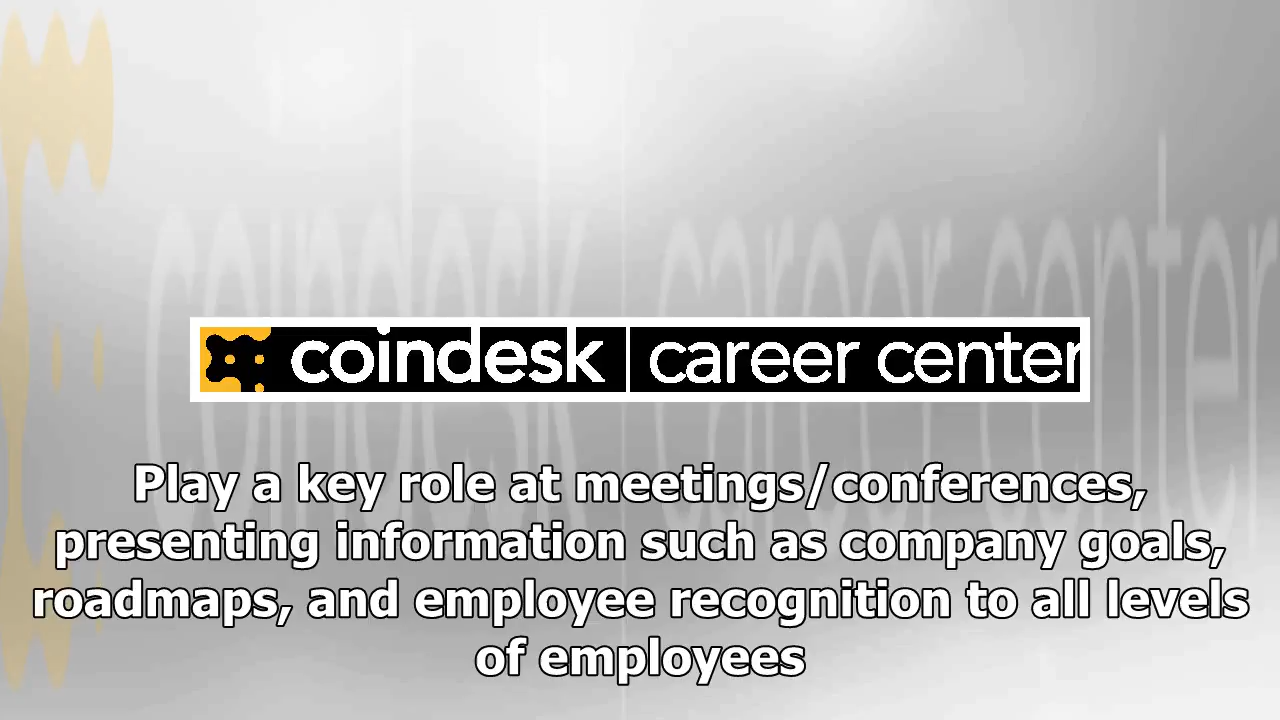 coindesk career center
Play a key role at meetings/conferences,
presenting information such as company goals,
roadmaps, and employee recognition to all levels
of employees